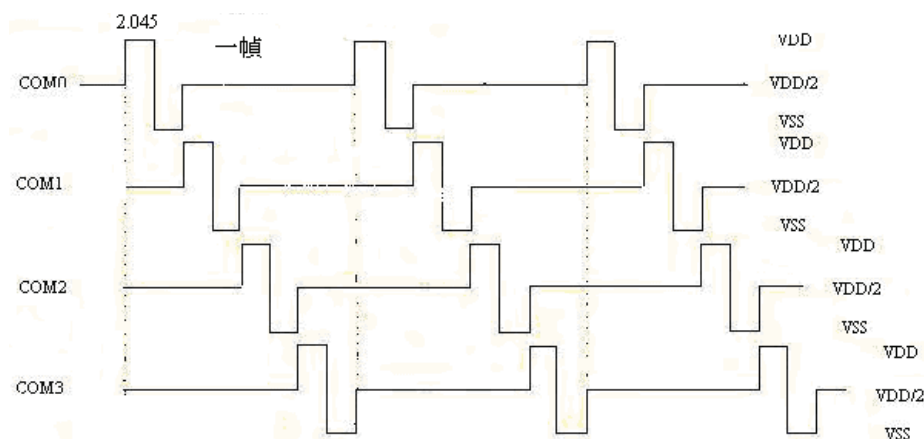 2.045
一幀
VDD
COM0
VDD/2
VSS
VDD
COM1
VDD/2
VSS
VDD
COM2
VDD/2
VSS
VDD
COM3
VDD/2
VSS